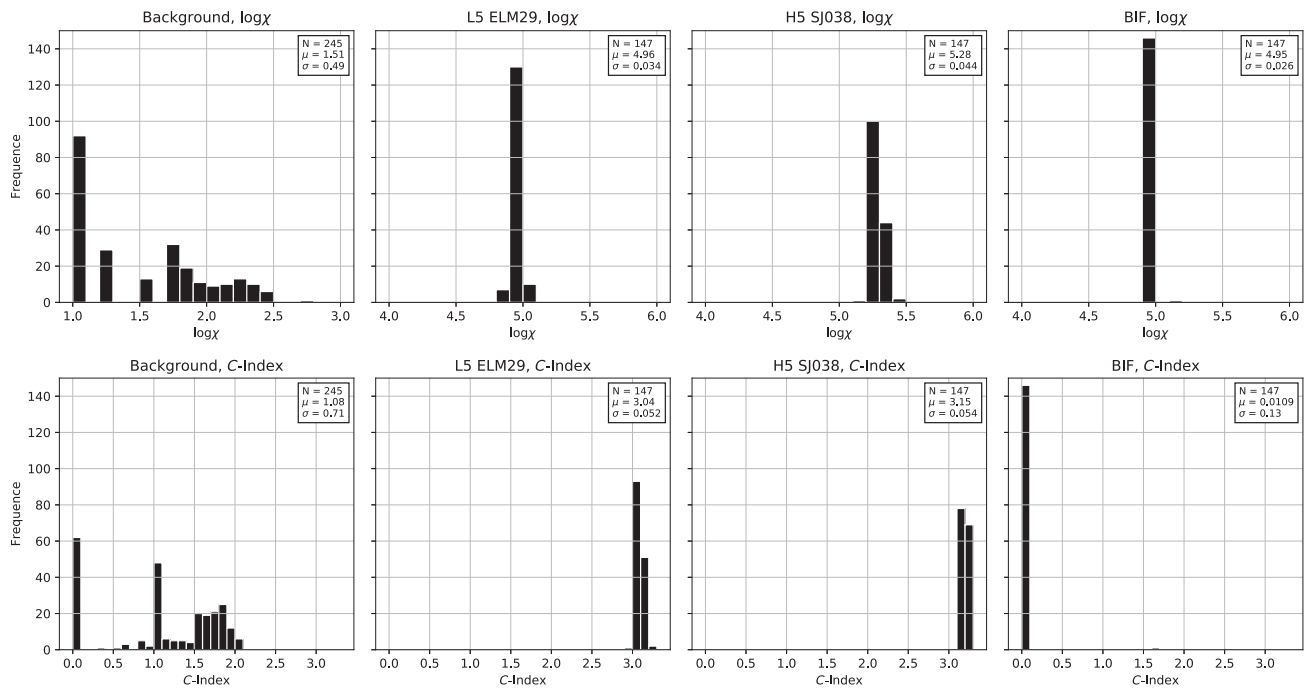 Background, logχ
L5 ELM29, logχ
H5 SJ038, logχ
BIF, logχ
N = 245
μ = 1.51
σ = 0.49
N = 147
μ = 4.96
σ = 0.034
N = 147
μ = 5.28
σ = 0.044
N = 147
μ = 4.95
σ = 0.026
Frequence
140
120
100
80
60
40
20
0
1.0 1.5 2.0 2.5 3.0
4.0 4.5 5.0 5.5 6.0
4.0 4.5 5.0 5.5 6.0
4.0 4.5 5.0 5.5 6.0
logχ
logχ
logχ
logχ
Background, C-Index
L5 ELM29, C-Index
H5 SJ038, C-Index
BIF, C-Index
N = 245
μ = 1.08
σ = 0.71
N = 147
μ = 3.04
σ = 0.052
N = 147
μ = 3.15
σ = 0.054
N = 147
μ = 0.0109
σ = 0.13
Frequence
140
120
100
80
60
40
20
0
0.0 0.5 1.0 1.5 2.0 2.5 3.0
0.0 0.5 1.0 1.5 2.0 2.5 3.0
0.0 0.5 1.0 1.5 2.0 2.5 3.0
0.0 0.5 1.0 1.5 2.0 2.5 3.0
C-Index
C-Index
C-Index
C-Index